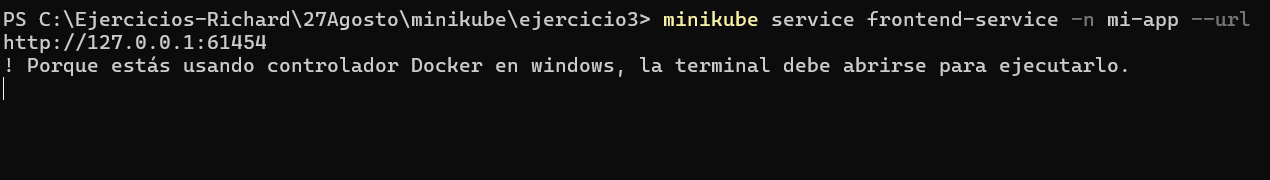 PS C:\Ejercicios-Richard\27Agosto\minikube\ejercicio3> minikube service frontend-service -n mi-app --url
http://127.0.0.1:61454
! Porque estás usando controlador Docker en windows, la terminal debe abrirse para ejecutarlo.